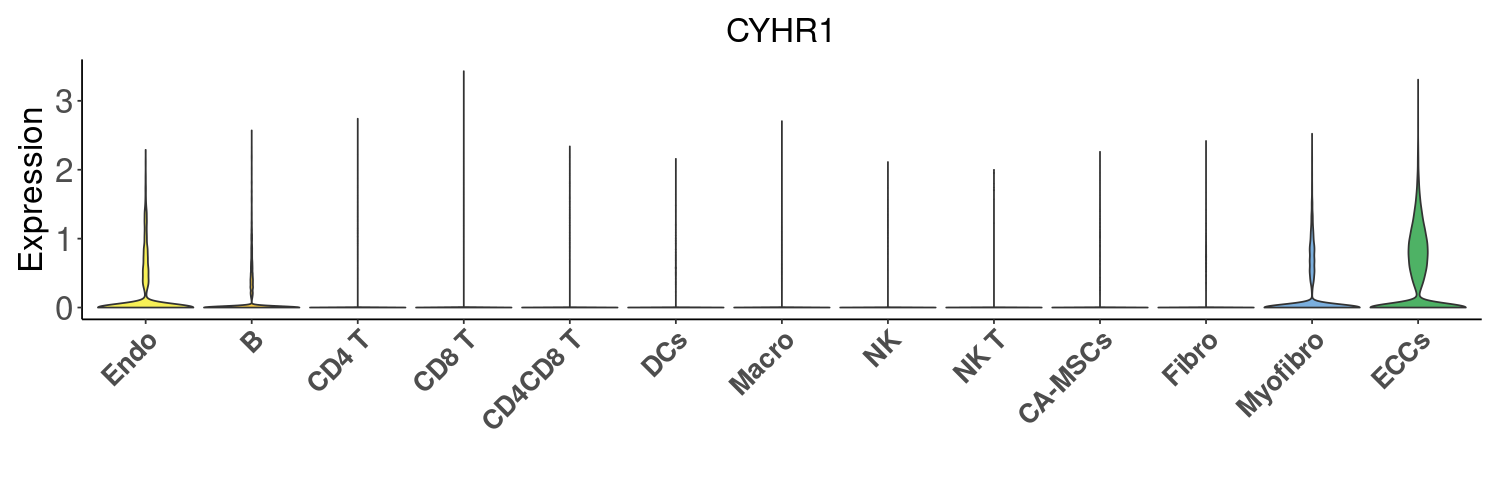 CYHR1
Expression
3
2
1
0
Endo
B
CD4 T
CD8 T
CD4CD8 T
DCs
Macro
NK
NK T
CA-MSCs
Fibro
Myofibro
ECCs